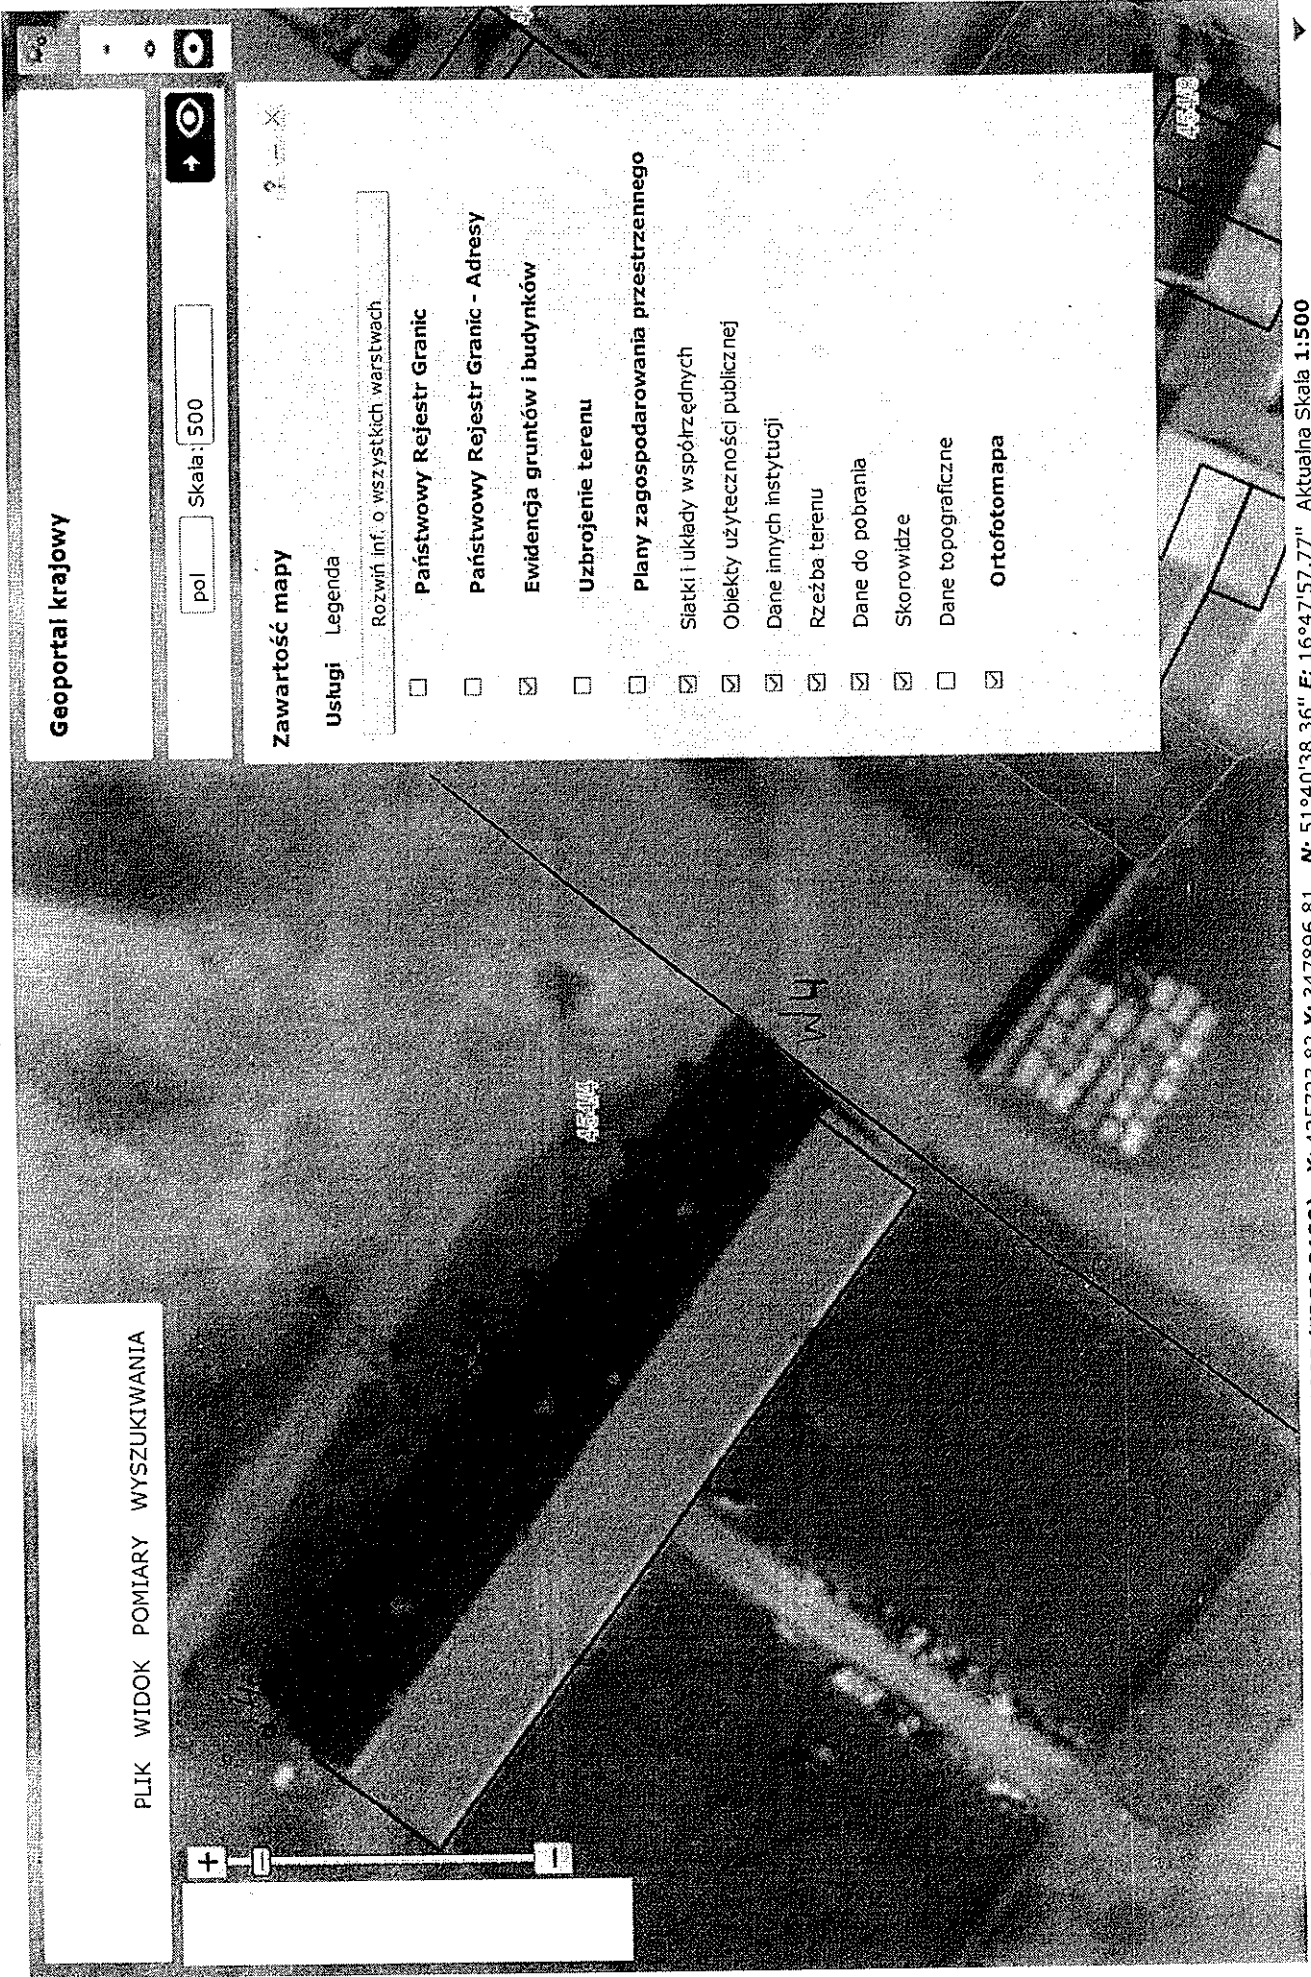 PLIK WIDOK POMIARY WYSZUKIWANIA
Geoportal krajowy
pol Skala: 500
Zawartość mapy
? – X
Usługi Legenda
Rozwiń inf. o wszystkich warstwach
Państwowy Rejestr Granic
Państwowy Rejestr Granic - Adresy
Ewidencja gruntów i budynków
Uzbrojenie terenu
Plany zagospodarowania przestrzennego
Siatki i układy współrzędnych
Obiekty użyteczności publicznej
Dane innych instytucji
Rzeźba terenu
Dane do pobrania
Skorowidze
Dane topograficzne
Ortofotomapa
454/4
N: 51°40'38.36" E: 16°47'57.77" Aktualna Skala 1:500